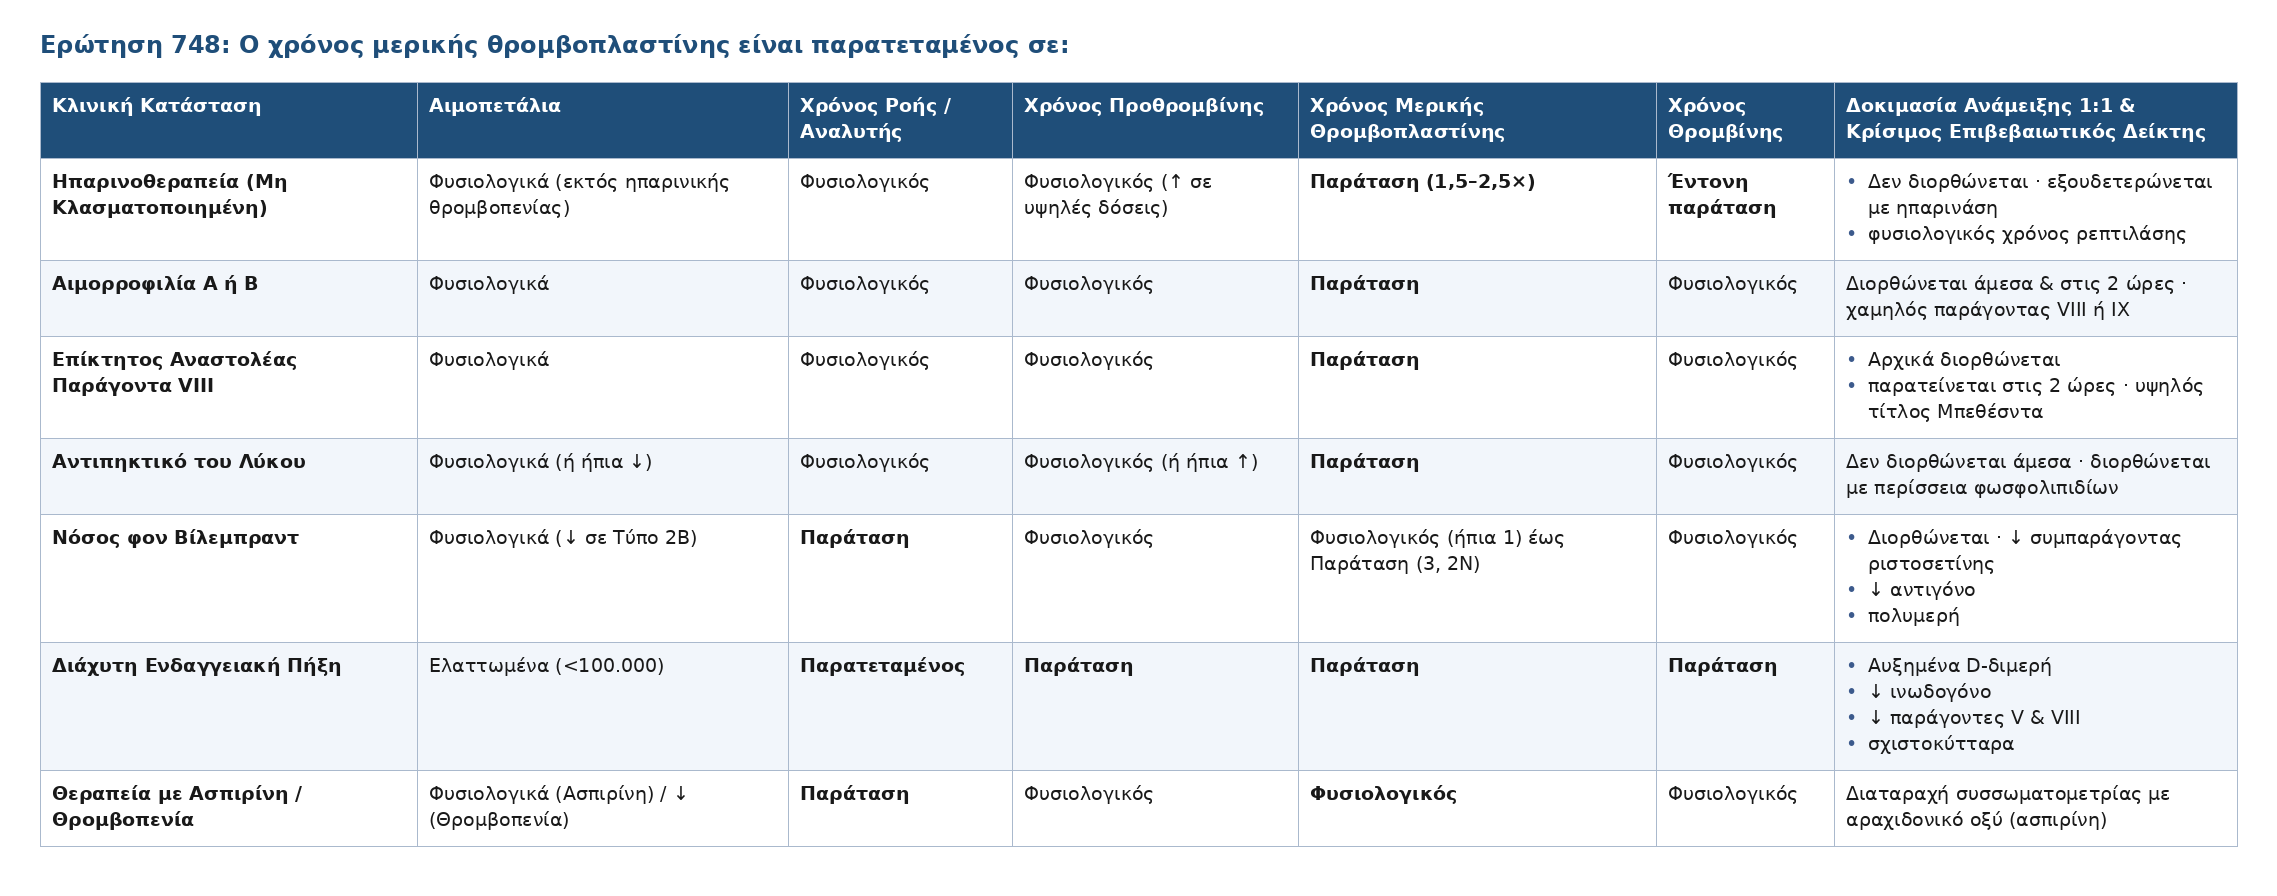 Ερώτηση 748: Ο χρόνος μερικής θρομβοπλαστίνης είναι παρατεταμένος σε:
Κλινική Κατάσταση
Αιμοπετάλια
Χρόνος Ροής /
Αναλυτής
Χρόνος Προθρομβίνης
Χρόνος Μερικής
Θρομβοπλαστίνης
Χρόνος
Θρομβίνης
Δοκιμασία Ανάμειξης 1:1 &
Κρίσιμος Επιβεβαιωτικός Δείκτης
Ηπαρινοθεραπεία (Μη
Κλασματοποιημένη)
Φυσιολογικά (εκτός ηπαρινικής
θρομβοπενίας)
Φυσιολογικός
Φυσιολογικός (↑ σε
υψηλές δόσεις)
Παράταση (1,5–2,5×)
Έντονη
παράταση
• Δεν διορθώνεται · εξουδετερώνεται
με ηπαρινάση
• φυσιολογικός χρόνος ρεπτιλάσης
Αιμορροφιλία Α ή Β
Φυσιολογικά
Φυσιολογικός
Φυσιολογικός
Παράταση
Φυσιολογικός
Διορθώνεται άμεσα & στις 2 ώρες ·
χαμηλός παράγοντας VIII ή IX
Επίκτητος Αναστολέας
Παράγοντα VIII
Φυσιολογικά
Φυσιολογικός
Φυσιολογικός
Παράταση
Φυσιολογικός
• Αρχικά διορθώνεται
• παρατείνεται στις 2 ώρες · υψηλός
τίτλος Μπεθέσντα
Αντιπηκτικό του Λύκου
Φυσιολογικά (ή ήπια ↓)
Φυσιολογικός
Φυσιολογικός (ή ήπια ↑)
Παράταση
Φυσιολογικός
Δεν διορθώνεται άμεσα · διορθώνεται
με περίσσεια φωσφολιπιδίων
Νόσος φον Βίλεμπραντ
Φυσιολογικά (↓ σε Τύπο 2Β)
Παράταση
Φυσιολογικός
Φυσιολογικός (ήπια 1) έως
Παράταση (3, 2Ν)
Φυσιολογικός
• Διορθώνεται · ↓ συμπαράγοντας
ριστοσετίνης
• ↓ αντιγόνο
• πολυμερή
Διάχυτη Ενδαγγειακή Πήξη
Ελαττωμένα (<100.000)
Παρατεταμένος
Παράταση
Παράταση
Παράταση
• Αυξημένα D-διμερή
• ↓ ινωδογόνο
• ↓ παράγοντες V & VIII
• σχιστοκύτταρα
Θεραπεία με Ασπιρίνη /
Θρομβοπενία
Φυσιολογικά (Ασπιρίνη) / ↓
(Θρομβοπενία)
Παράταση
Φυσιολογικός
Φυσιολογικός
Φυσιολογικός
Διαταραχή συσσωματομετρίας με
αραχιδονικό οξύ (ασπιρίνη)